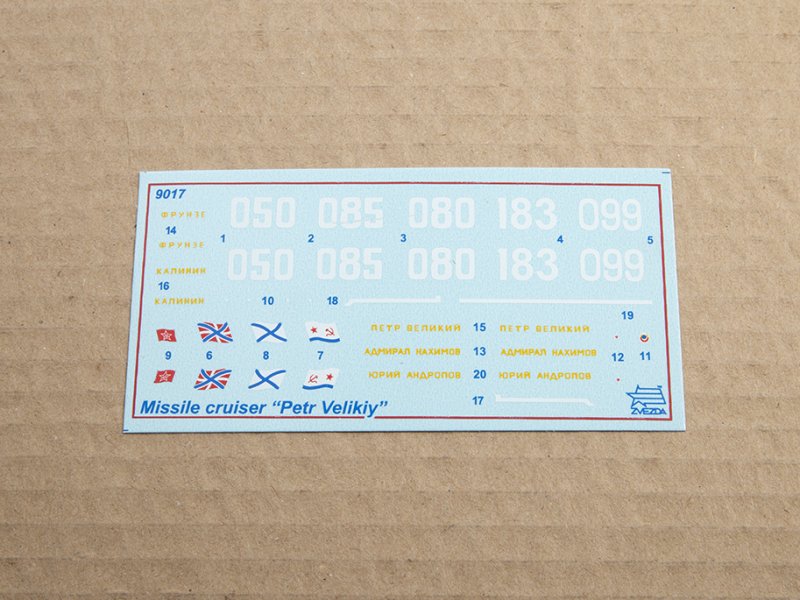 9017
ФРУНЗЕ 050 085 080 183 099
14 1 2 3 4 5
ФРУНЗЕ
КАЛИНИН 050 085 080 183 099
16
КАЛИНИН 10 18
19
ПЕТР ВЕЛИКИЙ 15 ПЕТР ВЕЛИКИЙ
9 6 8 7 АДМИРАЛ НАХИМОВ 13 АДМИРАЛ НАХИМОВ 12 11
ЮРИЙ АНДРОПОВ 20 ЮРИЙ АНДРОПОВ
17
Missile cruiser “Petr Velikiy”
ZVEZDA